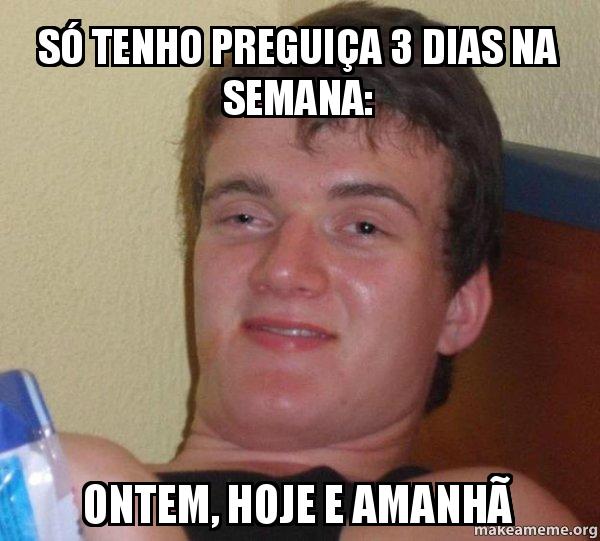 SÓ TENHO PREGUIÇA 3 DIAS NA
SEMANA:
ONTEM, HOJE E AMANHÃ
makeameme.org